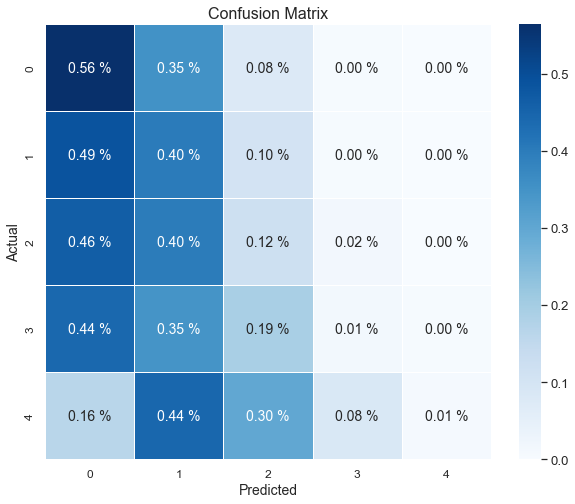 Confusion Matrix
Actual
0
0.56 % 0.35 % 0.08 % 0.00 % 0.00 %
1
0.49 % 0.40 % 0.10 % 0.00 % 0.00 %
2
0.46 % 0.40 % 0.12 % 0.02 % 0.00 %
3
0.44 % 0.35 % 0.19 % 0.01 % 0.00 %
4
0.16 % 0.44 % 0.30 % 0.08 % 0.01 %
0 1 2 3 4
Predicted
0.5
0.4
0.3
0.2
0.1
0.0